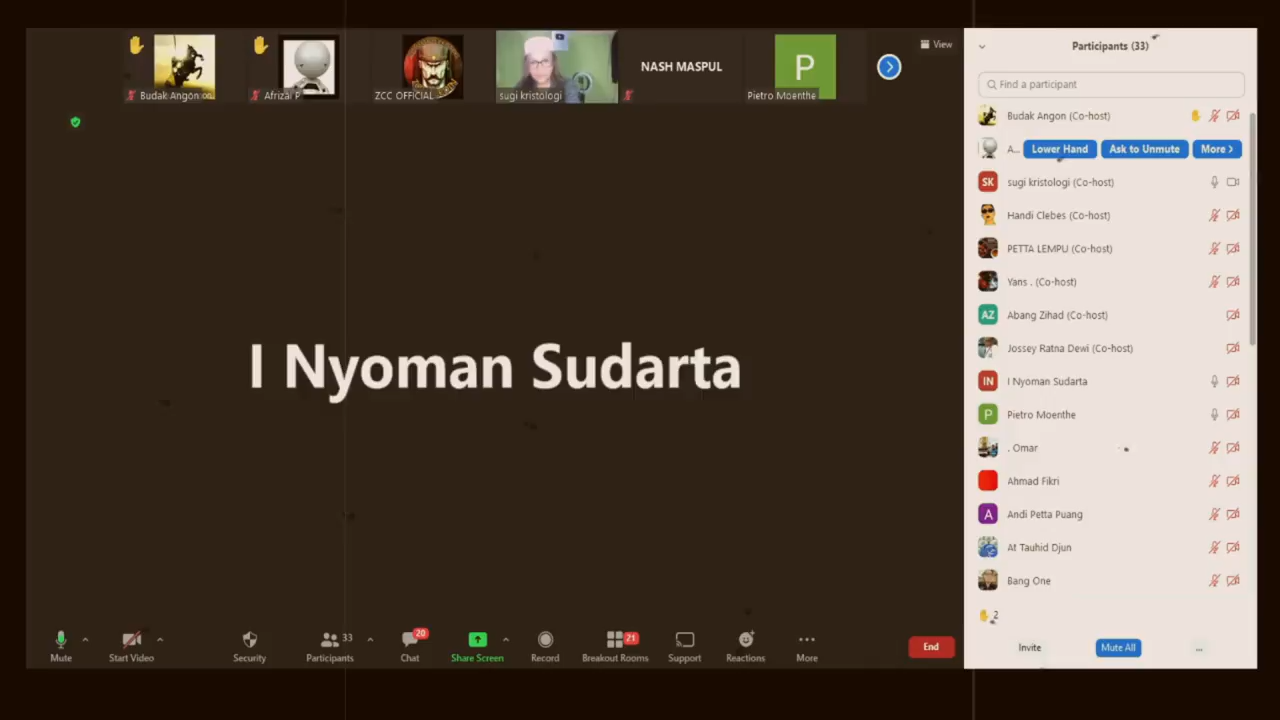 View
Budak Angon
Afrizal P
ZCC OFFICIAL
sugi kristologi
NASH MASPUL
P
Pietro Moenthe
I Nyoman Sudarta
Participants (33)
Find a participant
Budak Angon (Co-host)
A... Lower Hand Ask to Unmute More
SK sugi kristologi (Co-host)
Handi Clebes (Co-host)
PETTA LEMPU (Co-host)
Yans . (Co-host)
AZ Abang Zihad (Co-host)
Jossey Ratna Dewi (Co-host)
IN I Nyoman Sudarta
P Pietro Moenthe
. Omar
Ahmad Fikri
A Andi Petta Puang
At Tauhid Djun
Bang One
2
Invite Mute All ...
33 20 21
Mute Start Video Security Participants Chat Share Screen Record Breakout Rooms Support Reactions More End